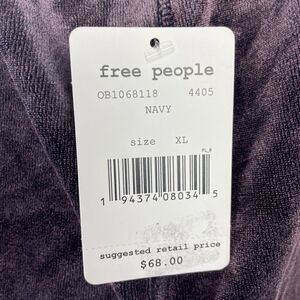 free people
OB1068118 4405
NAVY
size XL
1 94374 08034 5
suggested retail price
$68.00